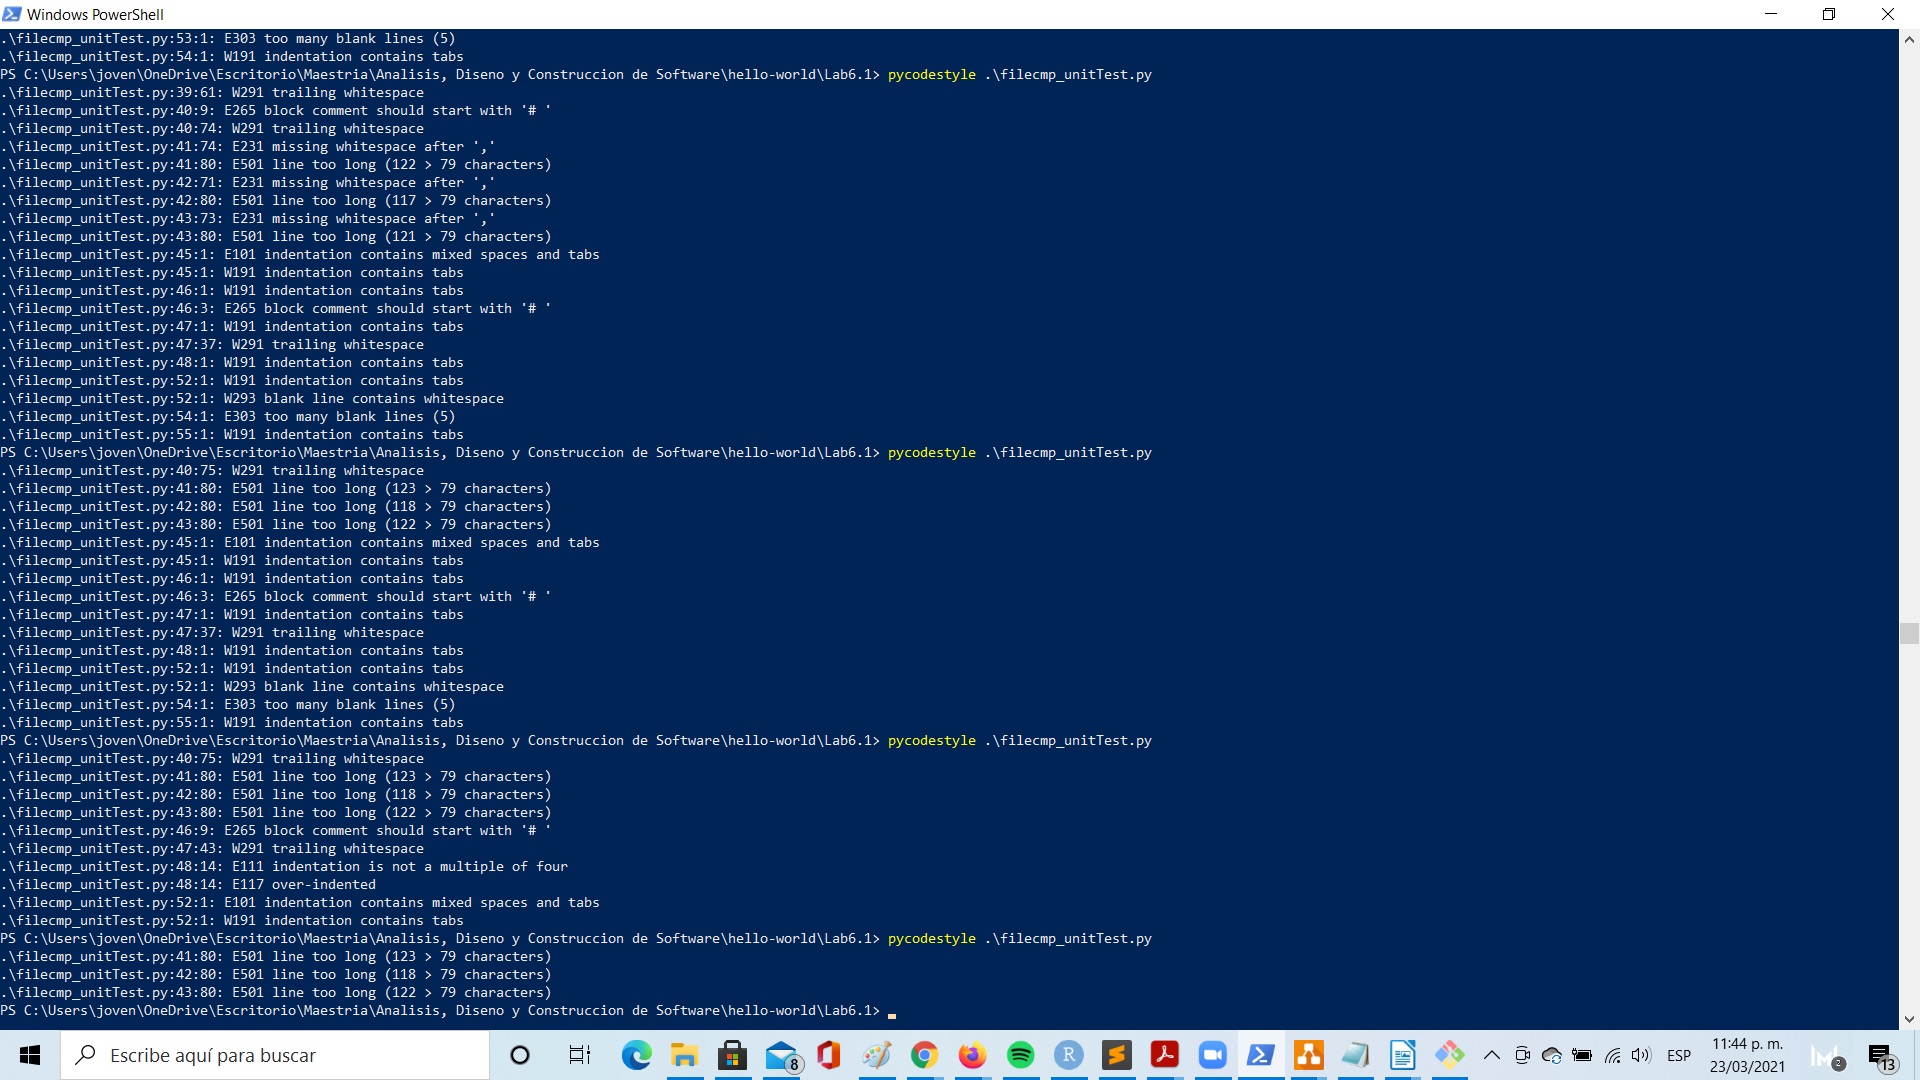 Windows PowerShell
.\filecmp_unitTest.py:53:1: E303 too many blank lines (5)
.\filecmp_unitTest.py:54:1: W191 indentation contains tabs
PS C:\Users\joven\OneDrive\Escritorio\Maestria\Analisis, Diseno y Construccion de Software\hello-world\Lab6.1> pycodestyle .\filecmp_unitTest.py
.\filecmp_unitTest.py:39:61: W291 trailing whitespace
.\filecmp_unitTest.py:40:9: E265 block comment should start with '# '
.\filecmp_unitTest.py:40:74: W291 trailing whitespace
.\filecmp_unitTest.py:41:74: E231 missing whitespace after ','
.\filecmp_unitTest.py:41:80: E501 line too long (122 > 79 characters)
.\filecmp_unitTest.py:42:71: E231 missing whitespace after ','
.\filecmp_unitTest.py:42:80: E501 line too long (117 > 79 characters)
.\filecmp_unitTest.py:43:73: E231 missing whitespace after ','
.\filecmp_unitTest.py:43:80: E501 line too long (121 > 79 characters)
.\filecmp_unitTest.py:45:1: E101 indentation contains mixed spaces and tabs
.\filecmp_unitTest.py:45:1: W191 indentation contains tabs
.\filecmp_unitTest.py:46:1: W191 indentation contains tabs
.\filecmp_unitTest.py:46:3: E265 block comment should start with '# '
.\filecmp_unitTest.py:47:1: W191 indentation contains tabs
.\filecmp_unitTest.py:47:37: W291 trailing whitespace
.\filecmp_unitTest.py:48:1: W191 indentation contains tabs
.\filecmp_unitTest.py:52:1: W191 indentation contains tabs
.\filecmp_unitTest.py:52:1: W293 blank line contains whitespace
.\filecmp_unitTest.py:54:1: E303 too many blank lines (5)
.\filecmp_unitTest.py:55:1: W191 indentation contains tabs
PS C:\Users\joven\OneDrive\Escritorio\Maestria\Analisis, Diseno y Construccion de Software\hello-world\Lab6.1> pycodestyle .\filecmp_unitTest.py
.\filecmp_unitTest.py:40:75: W291 trailing whitespace
.\filecmp_unitTest.py:41:80: E501 line too long (123 > 79 characters)
.\filecmp_unitTest.py:42:80: E501 line too long (118 > 79 characters)
.\filecmp_unitTest.py:43:80: E501 line too long (122 > 79 characters)
.\filecmp_unitTest.py:45:1: E101 indentation contains mixed spaces and tabs
.\filecmp_unitTest.py:45:1: W191 indentation contains tabs
.\filecmp_unitTest.py:46:1: W191 indentation contains tabs
.\filecmp_unitTest.py:46:3: E265 block comment should start with '# '
.\filecmp_unitTest.py:47:1: W191 indentation contains tabs
.\filecmp_unitTest.py:47:37: W291 trailing whitespace
.\filecmp_unitTest.py:48:1: W191 indentation contains tabs
.\filecmp_unitTest.py:52:1: W191 indentation contains tabs
.\filecmp_unitTest.py:52:1: W293 blank line contains whitespace
.\filecmp_unitTest.py:54:1: E303 too many blank lines (5)
.\filecmp_unitTest.py:55:1: W191 indentation contains tabs
PS C:\Users\joven\OneDrive\Escritorio\Maestria\Analisis, Diseno y Construccion de Software\hello-world\Lab6.1> pycodestyle .\filecmp_unitTest.py
.\filecmp_unitTest.py:40:75: W291 trailing whitespace
.\filecmp_unitTest.py:41:80: E501 line too long (123 > 79 characters)
.\filecmp_unitTest.py:42:80: E501 line too long (118 > 79 characters)
.\filecmp_unitTest.py:43:80: E501 line too long (122 > 79 characters)
.\filecmp_unitTest.py:46:9: E265 block comment should start with '# '
.\filecmp_unitTest.py:47:43: W291 trailing whitespace
.\filecmp_unitTest.py:48:14: E111 indentation is not a multiple of four
.\filecmp_unitTest.py:48:14: E117 over-indented
.\filecmp_unitTest.py:52:1: E101 indentation contains mixed spaces and tabs
.\filecmp_unitTest.py:52:1: W191 indentation contains tabs
PS C:\Users\joven\OneDrive\Escritorio\Maestria\Analisis, Diseno y Construccion de Software\hello-world\Lab6.1> pycodestyle .\filecmp_unitTest.py
.\filecmp_unitTest.py:41:80: E501 line too long (123 > 79 characters)
.\filecmp_unitTest.py:42:80: E501 line too long (118 > 79 characters)
.\filecmp_unitTest.py:43:80: E501 line too long (122 > 79 characters)
PS C:\Users\joven\OneDrive\Escritorio\Maestria\Analisis, Diseno y Construccion de Software\hello-world\Lab6.1>
Escribe aquí para buscar
8
R
ESP
11:44 p. m.
23/03/2021
2
13